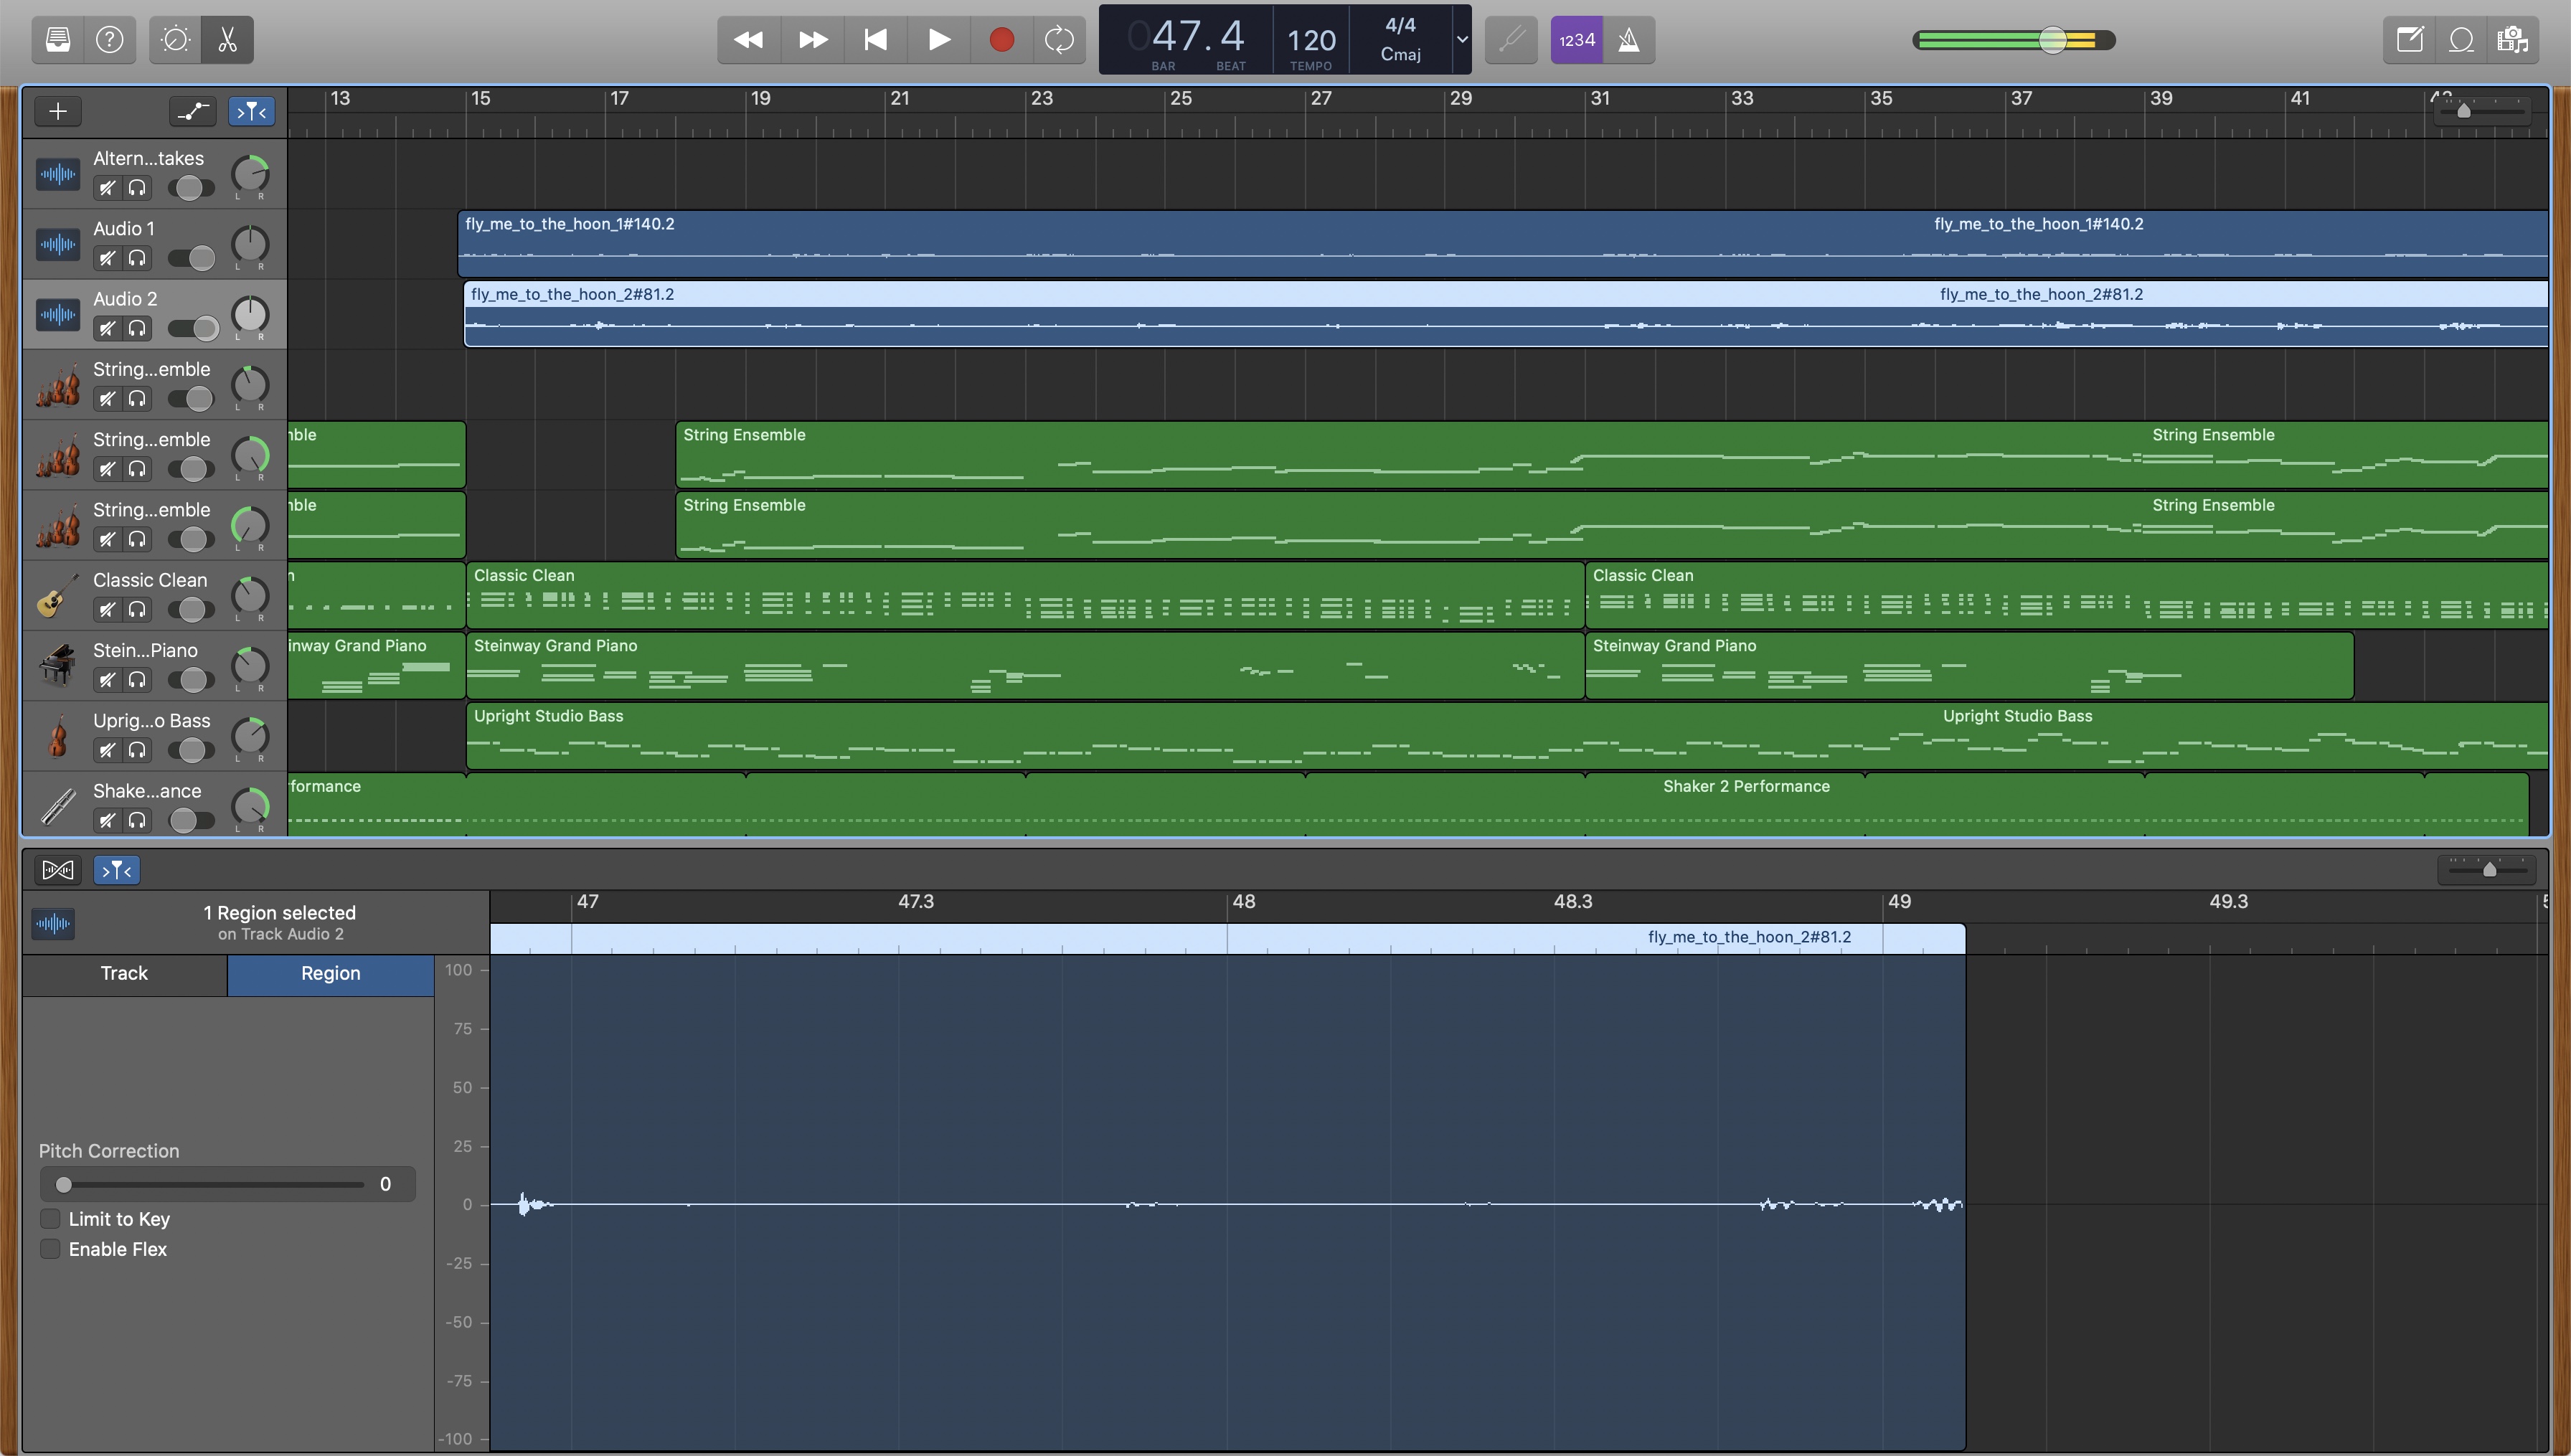 047.4
BAR
BEAT
120
TEMPO
4/4
Cmaj
1234
13 15 17 19 21 23 25 27 29 31 33 35 37 39 41
Altern...takes
L R
fly_me_to_the_hoon_1#140.2 fly_me_to_the_hoon_1#140.2
Audio 1
L R
fly_me_to_the_hoon_2#81.2 fly_me_to_the_hoon_2#81.2
Audio 2
L R
String...emble
L R
String...emble
L R
nble String Ensemble String Ensemble
String...emble
L R
nble String Ensemble String Ensemble
Classic Clean
L R
n Classic Clean Classic Clean
Stein...Piano
L R
inway Grand Piano Steinway Grand Piano Steinway Grand Piano
Uprig...o Bass
L R
Upright Studio Bass Upright Studio Bass
Shake...ance
L R
formance Shaker 2 Performance
47 47.3 48 48.3 49 49.3
1 Region selected
on Track Audio 2
fly_me_to_the_hoon_2#81.2
Track Region
100
75
50
25
0
-25
-50
-75
-100
Pitch Correction
0
Limit to Key
Enable Flex